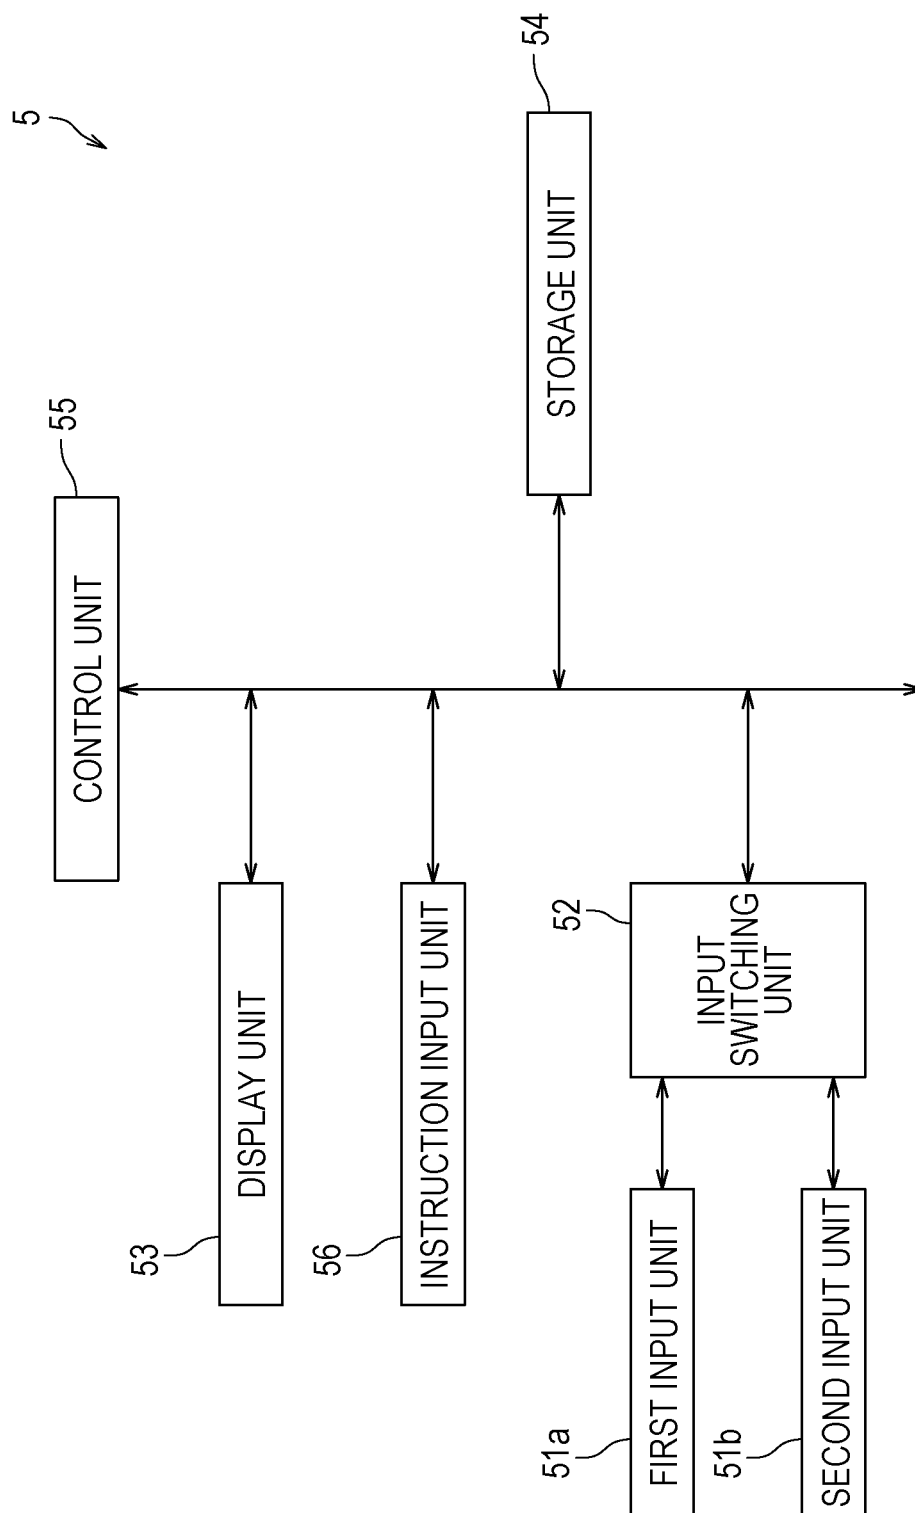 5
55
CONTROL UNIT
54
STORAGE UNIT
53
DISPLAY UNIT
56
INSTRUCTION INPUT UNIT
52
INPUT
SWITCHING
UNIT
51a
FIRST INPUT UNIT
51b
SECOND INPUT UNIT